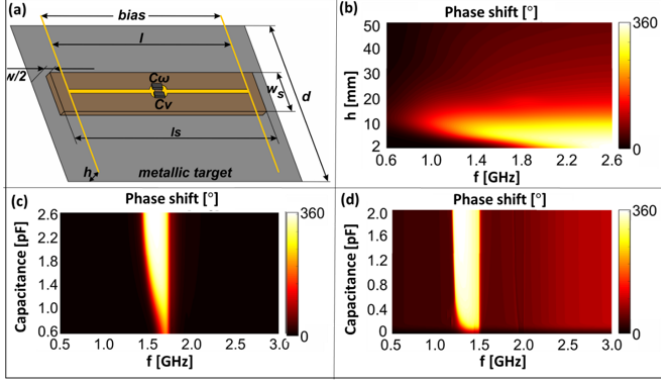 (a)
bias
l
w/2
Cω
Cv
ws
d
ls
h
metallic target
(b)
Phase shift [°]
h [mm]
50
40
30
20
10
2
0.6 1.0 1.4 1.8 2.2 2.6
f [GHz]
360
0
(c)
Phase shift [°]
Capacitance [pF]
2.6
2.2
1.8
1.4
1.0
0.6
0.5 1.0 1.5 2.0 2.5 3.0
f [GHz]
360
0
(d)
Phase shift [°]
Capacitance [pF]
2.0
1.6
1.2
0.8
0.4
0
0.5 1.0 1.5 2.0 2.5 3.0
f [GHz]
360
0